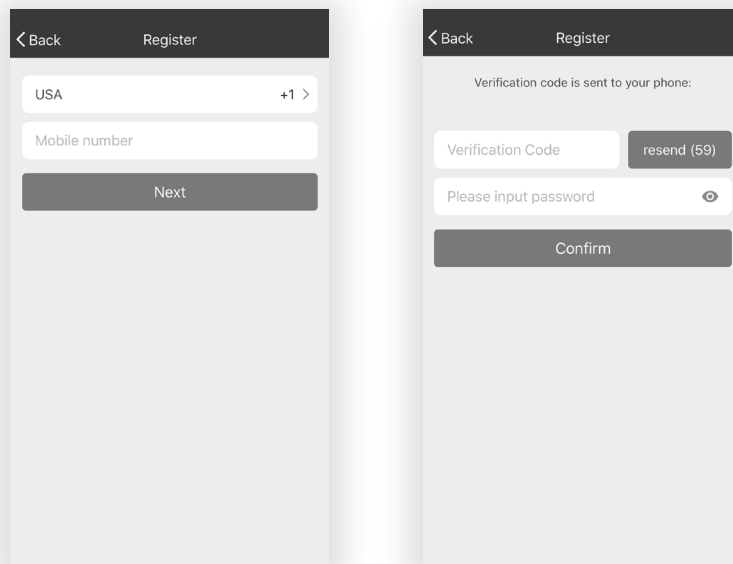 Back Register
USA +1
Mobile number
Next
Back Register
Verification code is sent to your phone:
Verification Code resend (59)
Please input password
Confirm